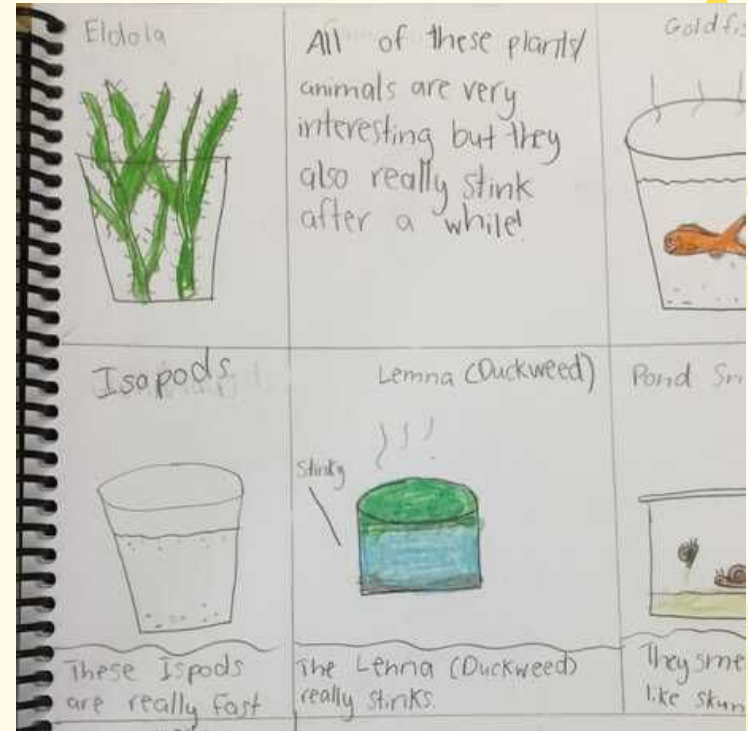 Eldola
All of these plants/
animals are very
interesting but they
also really stink
after a while!
Goldfis
Isapods
Lemna (Duckweed)
Pond Sn
Stinky
These Ispods
are really fast
The Lehna (Duckweed)
really stinks.
They sme
like skun